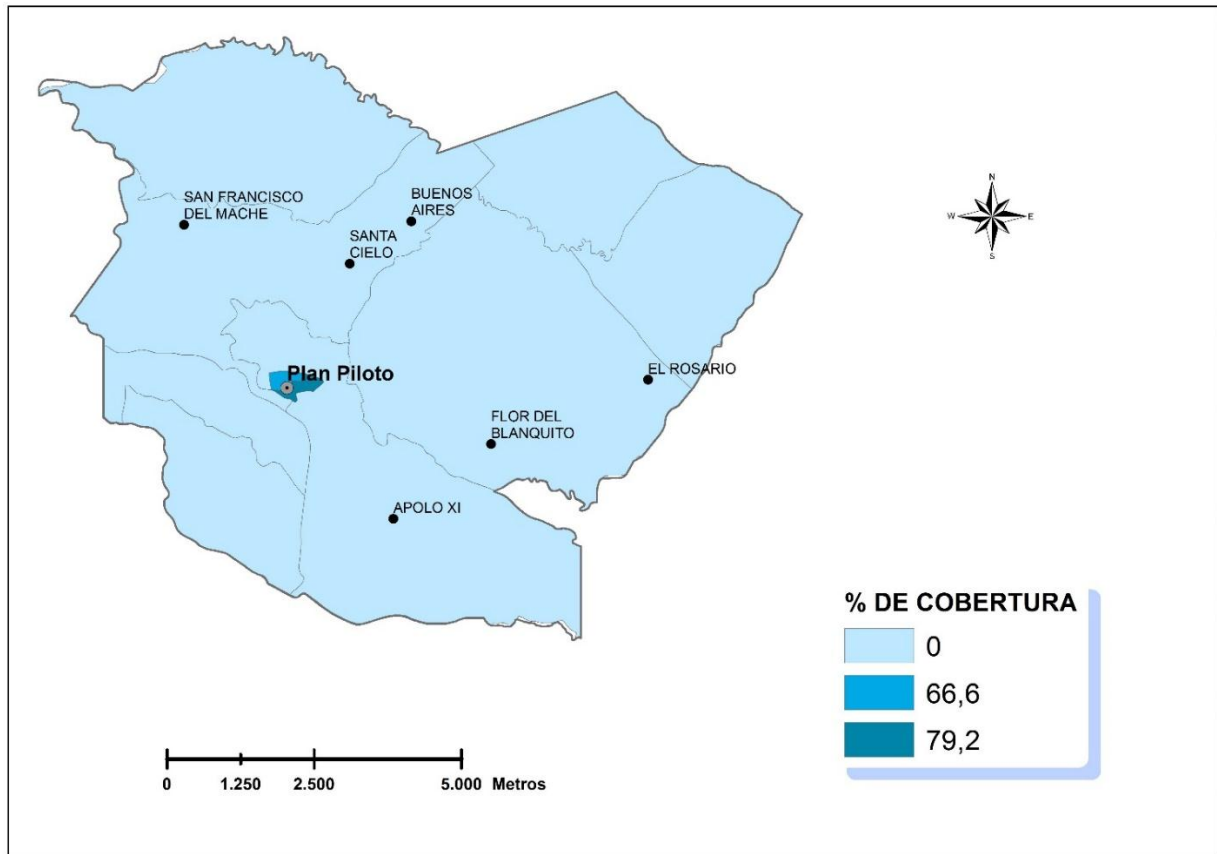 SAN FRANCISCO
DEL MACHE
BUENOS
AIRES
SANTA
CIELO
N
W
E
S
Plan Piloto
EL ROSARIO
FLOR DEL
BLANQUITO
APOLO XI
% DE COBERTURA
0
66,6
79,2
0 1.250 2.500 5.000 Metros